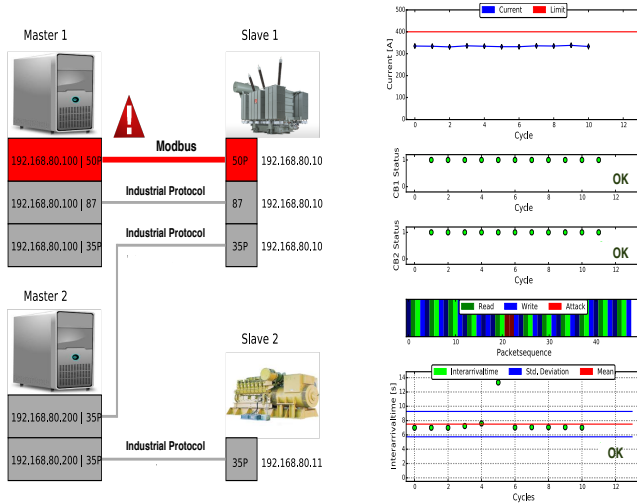 Master 1
Slave 1
Modbus
192.168.80.100 | 50P
50P
192.168.80.10
Industrial Protocol
192.168.80.100 | 87
87
192.168.80.10
Industrial Protocol
192.168.80.100 | 35P
35P
192.168.80.10
Master 2
Slave 2
192.168.80.200 | 35P
Industrial Protocol
192.168.80.200 | 35P
35P
192.168.80.11
Current Limit
Current [A]
500
400
300
200
100
0
0 2 4 6 8 10 12
Cycle
CB1 Status
1
0
OK
0 2 4 6 8 10 12
Cycle
CB2 Status
1
0
OK
0 2 4 6 8 10 12
Cycle
Read Write Attack
0 10 20 30 40
Packetsequence
Interarrivaltime Std. Deviation Mean
Interarrivaltime [s]
14
12
10
8
6
4
2
0
OK
0 2 4 6 8 10 12
Cycles